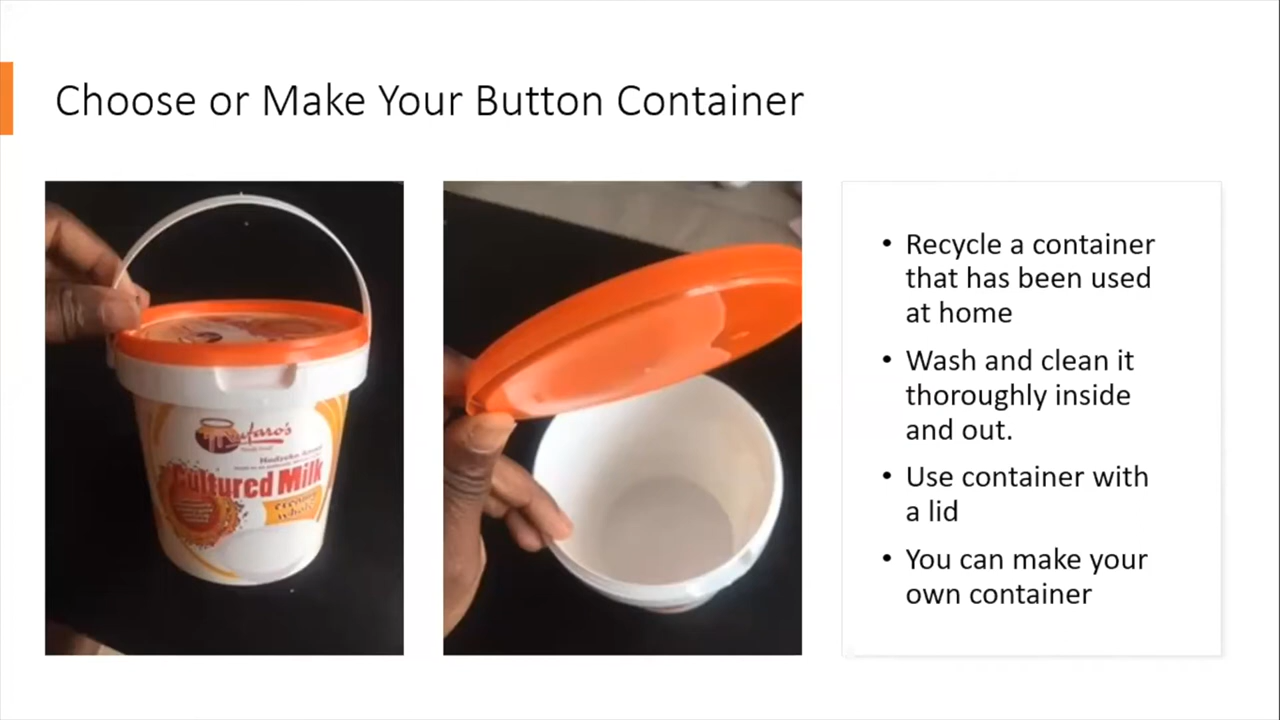 Choose or Make Your Button Container
Cultured Milk
• Recycle a container
that has been used
at home
• Wash and clean it
thoroughly inside
and out.
• Use container with
a lid
• You can make your
own container